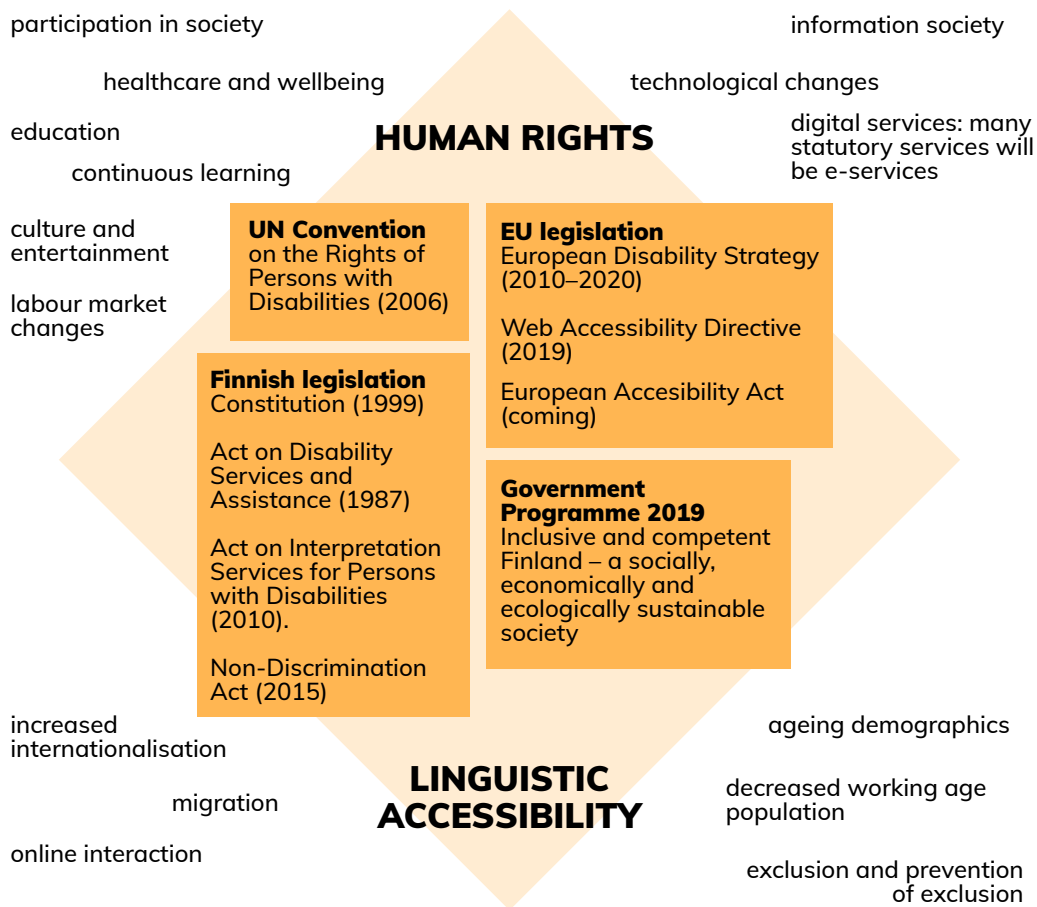 participation in society
healthcare and wellbeing
education
continuous learning
culture and
entertainment
labour market
changes
information society
technological changes
digital services: many
statutory services will
be e-services
HUMAN RIGHTS
UN Convention
on the Rights of
Persons with
Disabilities (2006)
EU legislation
European Disability Strategy
(2010–2020)
Web Accessibility Directive
(2019)
European Accesibility Act
(coming)
Finnish legislation
Constitution (1999)
Act on Disability
Services and
Assistance (1987)
Act on Interpretation
Services for Persons
with Disabilities
(2010).
Non-Discrimination
Act (2015)
Government
Programme 2019
Inclusive and competent
Finland – a socially,
economically and
ecologically sustainable
society
increased
internationalisation
migration
online interaction
LINGUISTIC
ACCESSIBILITY
ageing demographics
decreased working age
population
exclusion and prevention
of exclusion